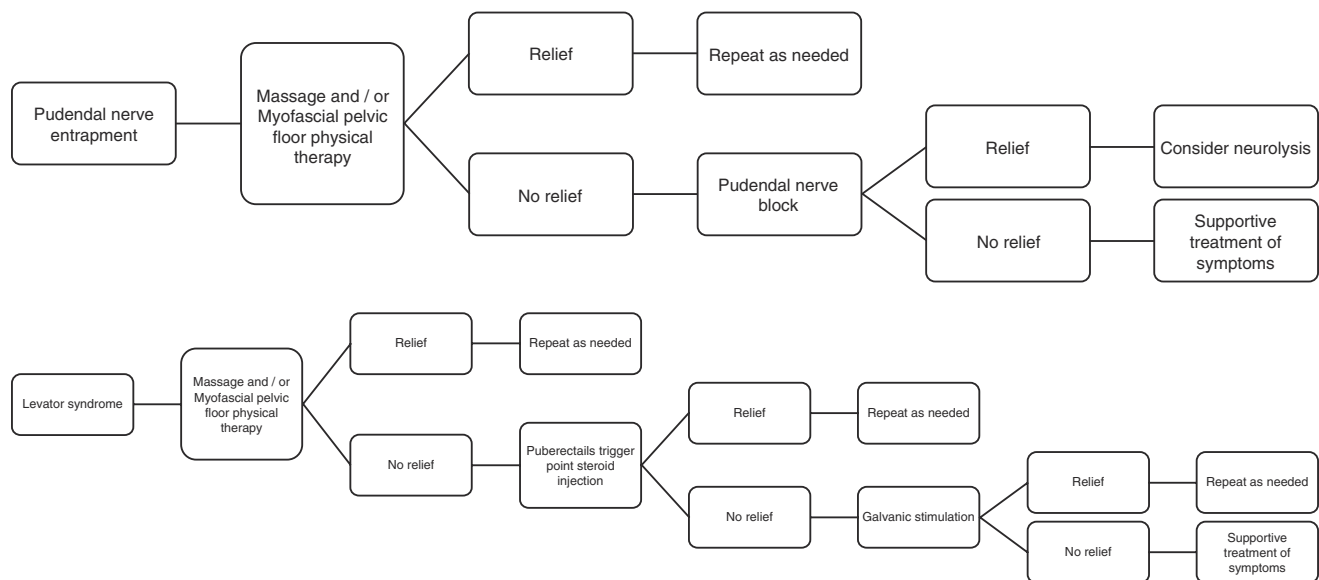 Pudendal nerve
entrapment
Massage and / or
Myofascial pelvic
floor physical
therapy
Relief
Repeat as needed
No relief
Pudendal nerve
block
Relief
Consider neurolysis
No relief
Supportive
treatment of
symptoms
Levator syndrome
Massage and / or
Myofascial pelvic
floor physical
therapy
Relief
Repeat as needed
No relief
Puberectails trigger
point steroid
injection
Relief
Repeat as needed
No relief
Galvanic stimulation
Relief
Repeat as needed
No relief
Supportive
treatment of
symptoms